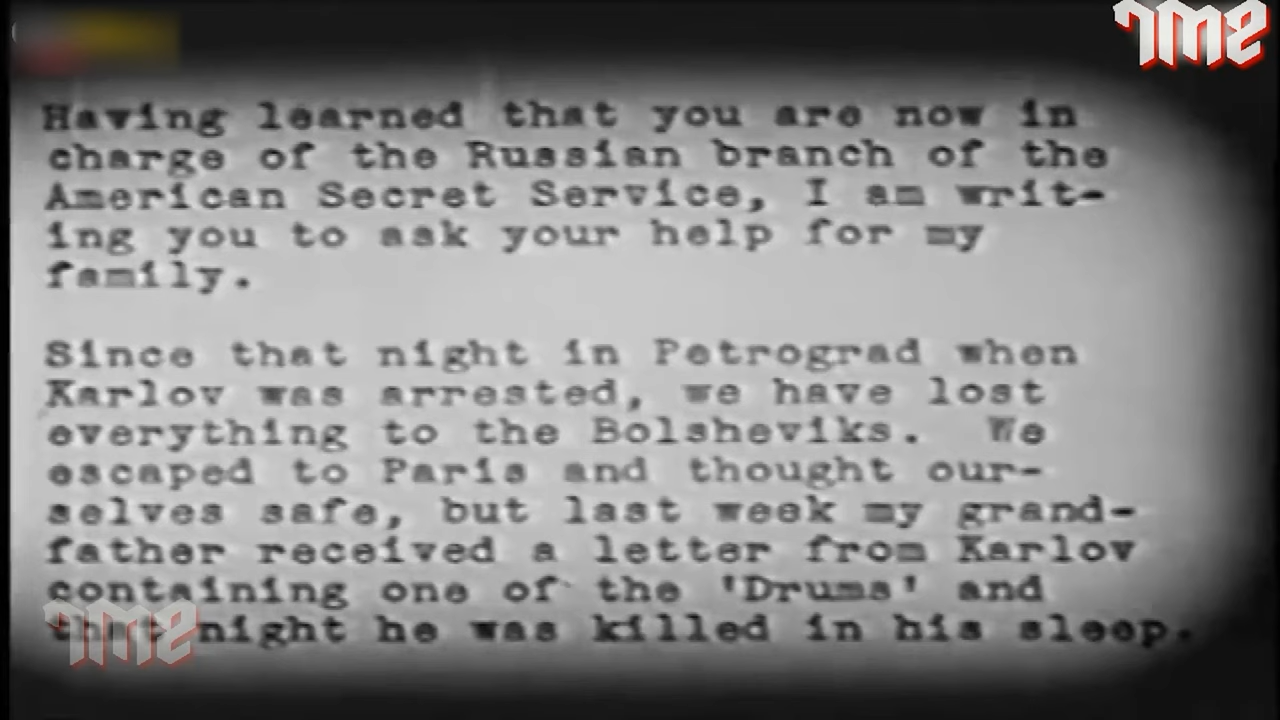 Having learned that you are now in
charge of the Russian branch of the
American Secret Service, I am writ-
ing you to ask your help for my
family.
Since that night in Petrograd when
Karlov was arrested, we have lost
everything to the Bolsheviks. We
escaped to Paris and thought our-
selves safe, but last week my grand-
father received a letter from Karlov
containing one of the 'Drums' and
that night he was killed in his sleep.